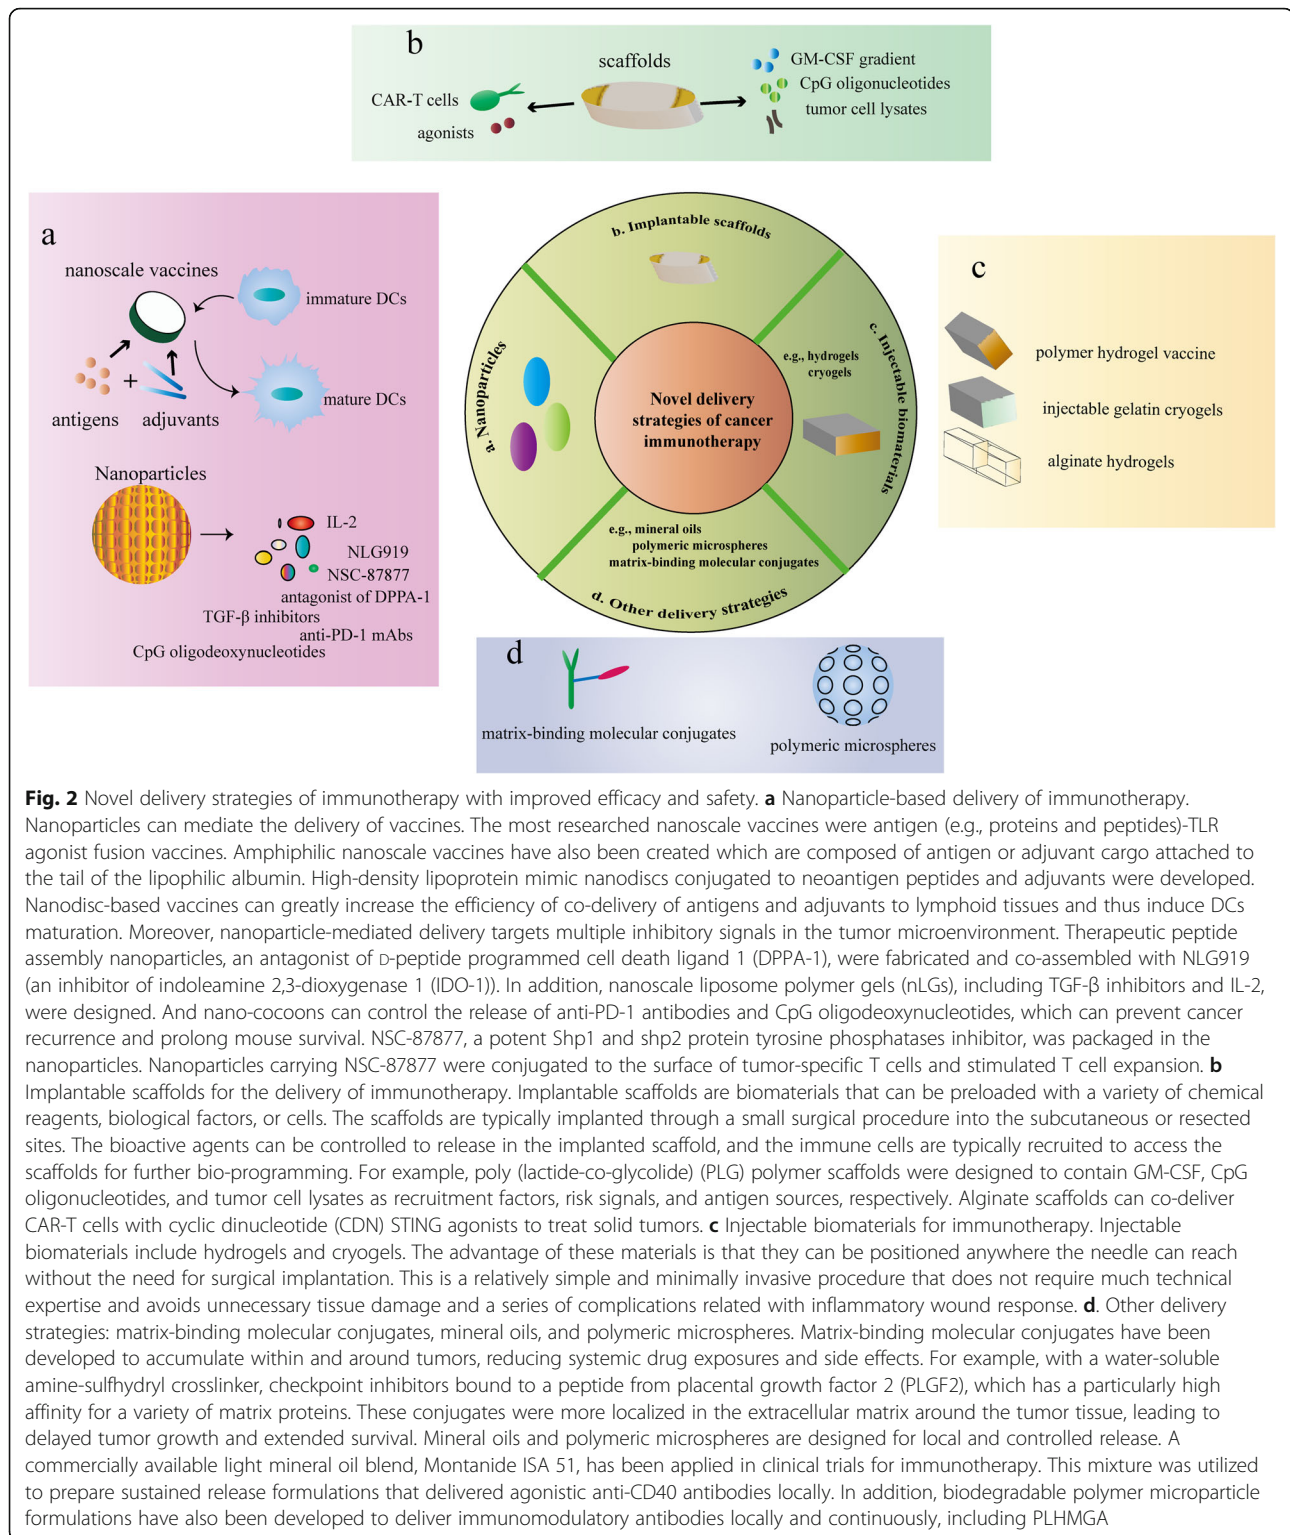 b
scaffolds
CAR-T cells
agonists
GM-CSF gradient
CpG oligonucleotides
tumor cell lysates
a
nanoscale vaccines
immature DCs
mature DCs
+
antigens
adjuvants
Nanoparticles
IL-2
NLG919
NSC-87877
antagonist of DPPA-1
TGF-β inhibitors
anti-PD-1 mAbs
CpG oligodeoxynucleotides
b. Implantable scaffolds
a. Nanoparticles
c. Injectable biomaterials
e.g., hydrogels
cryogels
Novel delivery
strategies of cancer
immunotherapy
e.g., mineral oils
polymeric microspheres
matrix-binding molecular conjugates
d. Other delivery strategies
c
polymer hydrogel vaccine
injectable gelatin cryogels
alginate hydrogels
d
matrix-binding molecular conjugates
polymeric microspheres
Fig. 2 Novel delivery strategies of immunotherapy with improved efficacy and safety. a Nanoparticle-based delivery of immunotherapy.
Nanoparticles can mediate the delivery of vaccines. The most researched nanoscale vaccines were antigen (e.g., proteins and peptides)-TLR
agonist fusion vaccines. Amphiphilic nanoscale vaccines have also been created which are composed of antigen or adjuvant cargo attached to
the tail of the lipophilic albumin. High-density lipoprotein mimic nanodiscs conjugated to neoantigen peptides and adjuvants were developed.
Nanodisc-based vaccines can greatly increase the efficiency of co-delivery of antigens and adjuvants to lymphoid tissues and thus induce DCs
maturation. Moreover, nanoparticle-mediated delivery targets multiple inhibitory signals in the tumor microenvironment. Therapeutic peptide
assembly nanoparticles, an antagonist of D-peptide programmed cell death ligand 1 (DPPA-1), were fabricated and co-assembled with NLG919
(an inhibitor of indoleamine 2,3-dioxygenase 1 (IDO-1)). In addition, nanoscale liposome polymer gels (nLGs), including TGF-β inhibitors and IL-2,
were designed. And nano-cocoons can control the release of anti-PD-1 antibodies and CpG oligodeoxynucleotides, which can prevent cancer
recurrence and prolong mouse survival. NSC-87877, a potent Shp1 and shp2 protein tyrosine phosphatases inhibitor, was packaged in the
nanoparticles. Nanoparticles carrying NSC-87877 were conjugated to the surface of tumor-specific T cells and stimulated T cell expansion. b
Implantable scaffolds for the delivery of immunotherapy. Implantable scaffolds are biomaterials that can be preloaded with a variety of chemical
reagents, biological factors, or cells. The scaffolds are typically implanted through a small surgical procedure into the subcutaneous or resected
sites. The bioactive agents can be controlled to release in the implanted scaffold, and the immune cells are typically recruited to access the
scaffolds for further bio-programming. For example, poly (lactide-co-glycolide) (PLG) polymer scaffolds were designed to contain GM-CSF, CpG
oligonucleotides, and tumor cell lysates as recruitment factors, risk signals, and antigen sources, respectively. Alginate scaffolds can co-deliver
CAR-T cells with cyclic dinucleotide (CDN) STING agonists to treat solid tumors. c Injectable biomaterials for immunotherapy. Injectable
biomaterials include hydrogels and cryogels. The advantage of these materials is that they can be positioned anywhere the needle can reach
without the need for surgical implantation. This is a relatively simple and minimally invasive procedure that does not require much technical
expertise and avoids unnecessary tissue damage and a series of complications related with inflammatory wound response. d. Other delivery
strategies: matrix-binding molecular conjugates, mineral oils, and polymeric microspheres. Matrix-binding molecular conjugates have been
developed to accumulate within and around tumors, reducing systemic drug exposures and side effects. For example, with a water-soluble
amine-sulfhydryl crosslinker, checkpoint inhibitors bound to a peptide from placental growth factor 2 (PLGF2), which has a particularly high
affinity for a variety of matrix proteins. These conjugates were more localized in the extracellular matrix around the tumor tissue, leading to
delayed tumor growth and extended survival. Mineral oils and polymeric microspheres are designed for local and controlled release. A
commercially available light mineral oil blend, Montanide ISA 51, has been applied in clinical trials for immunotherapy. This mixture was utilized
to prepare sustained release formulations that delivered agonistic anti-CD40 antibodies locally. In addition, biodegradable polymer microparticle
formulations have also been developed to deliver immunomodulatory antibodies locally and continuously, including PLHMGA